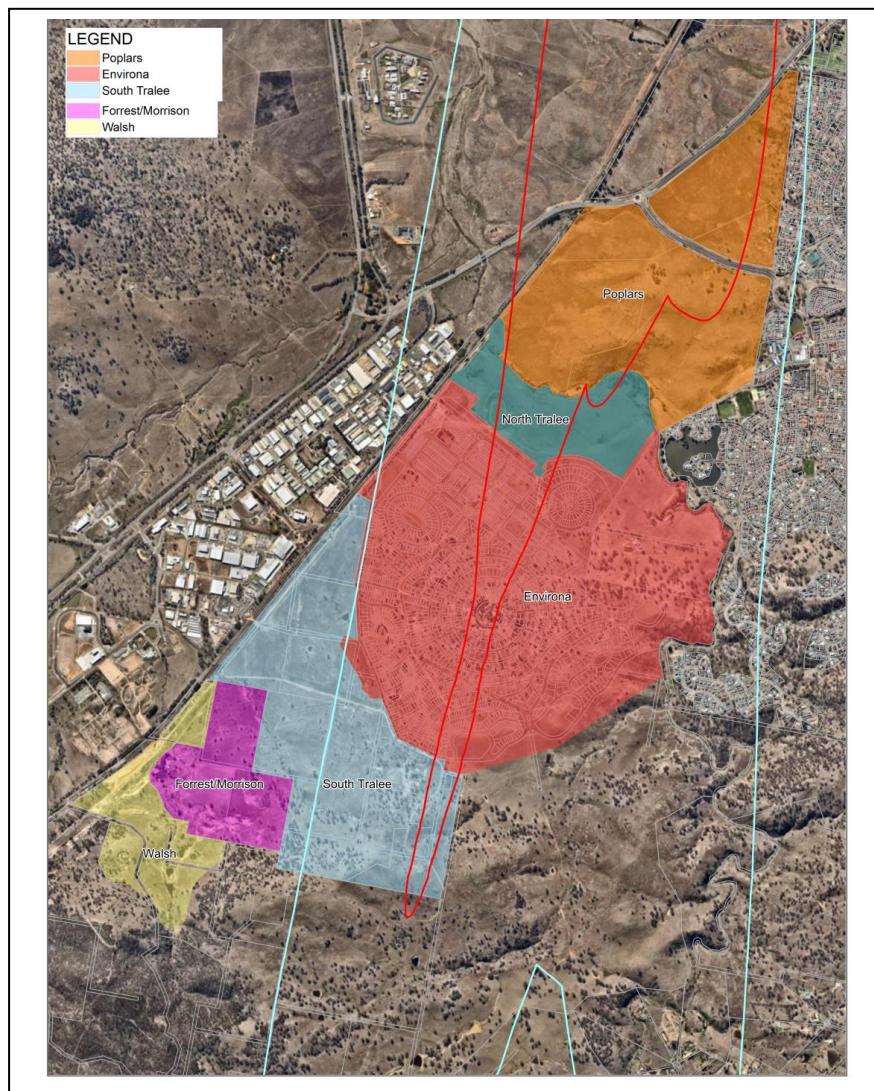 LEGEND
Poplars
Environa
South Tralee
Forrest/Morrison
Walsh
Poplars
North Tralee
Environa
Forrest/Morrison
South Tralee
Walsh